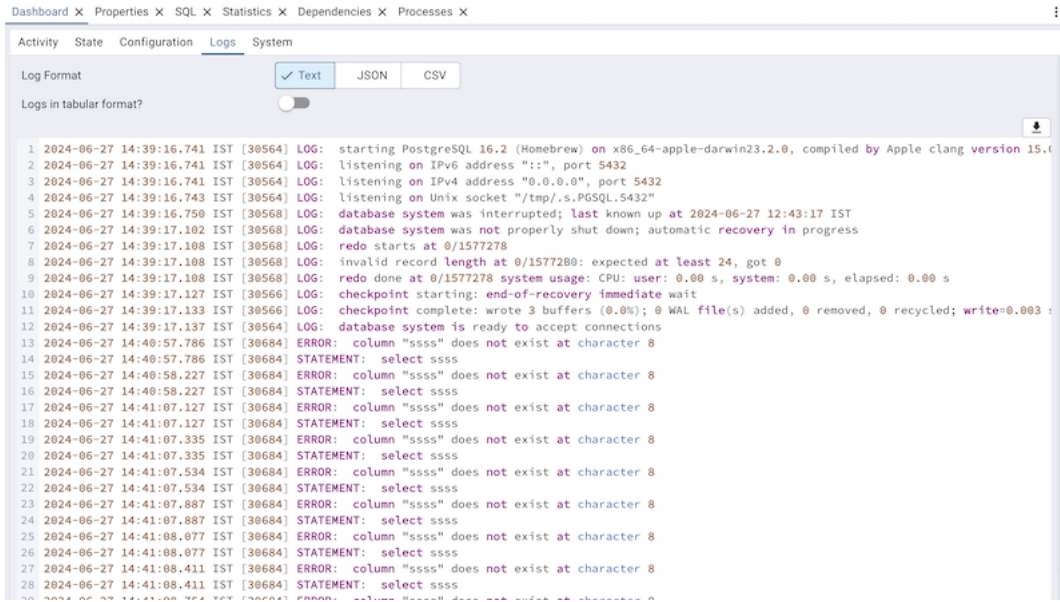 Dashboard Properties SQL Statistics Dependencies Processes
Activity State Configuration Logs System
Log Format Text JSON CSV
Logs in tabular format?
1 2024-06-27 14:39:16.741 IST [30564] LOG:  starting PostgreSQL 16.2 (Homebrew) on x86_64-apple-darwin23.2.0, compiled by Apple clang version 15.0
2 2024-06-27 14:39:16.741 IST [30564] LOG:  listening on IPv6 address "::", port 5432
3 2024-06-27 14:39:16.741 IST [30564] LOG:  listening on IPv4 address "0.0.0.0", port 5432
4 2024-06-27 14:39:16.743 IST [30564] LOG:  listening on Unix socket "/tmp/.s.PGSQL.5432"
5 2024-06-27 14:39:16.750 IST [30568] LOG:  database system was interrupted; last known up at 2024-06-27 12:43:17 IST
6 2024-06-27 14:39:17.102 IST [30568] LOG:  database system was not properly shut down; automatic recovery in progress
7 2024-06-27 14:39:17.108 IST [30568] LOG:  redo starts at 0/1577278
8 2024-06-27 14:39:17.108 IST [30568] LOG:  invalid record length at 0/15772B0: expected at least 24, got 0
9 2024-06-27 14:39:17.108 IST [30568] LOG:  redo done at 0/1577278 system usage: CPU: user: 0.00 s, system: 0.00 s, elapsed: 0.00 s
10 2024-06-27 14:39:17.127 IST [30566] LOG:  checkpoint starting: end-of-recovery immediate wait
11 2024-06-27 14:39:17.133 IST [30566] LOG:  checkpoint complete: wrote 3 buffers (0.0%); 0 WAL file(s) added, 0 removed, 0 recycled; write=0.003
12 2024-06-27 14:39:17.137 IST [30564] LOG:  database system is ready to accept connections
13 2024-06-27 14:40:57.786 IST [30684] ERROR:  column "ssss" does not exist at character 8
14 2024-06-27 14:40:57.786 IST [30684] STATEMENT:  select ssss
15 2024-06-27 14:40:58.227 IST [30684] ERROR:  column "ssss" does not exist at character 8
16 2024-06-27 14:40:58.227 IST [30684] STATEMENT:  select ssss
17 2024-06-27 14:41:07.127 IST [30684] ERROR:  column "ssss" does not exist at character 8
18 2024-06-27 14:41:07.127 IST [30684] STATEMENT:  select ssss
19 2024-06-27 14:41:07.335 IST [30684] ERROR:  column "ssss" does not exist at character 8
20 2024-06-27 14:41:07.335 IST [30684] STATEMENT:  select ssss
21 2024-06-27 14:41:07.534 IST [30684] ERROR:  column "ssss" does not exist at character 8
22 2024-06-27 14:41:07.534 IST [30684] STATEMENT:  select ssss
23 2024-06-27 14:41:07.887 IST [30684] ERROR:  column "ssss" does not exist at character 8
24 2024-06-27 14:41:07.887 IST [30684] STATEMENT:  select ssss
25 2024-06-27 14:41:08.077 IST [30684] ERROR:  column "ssss" does not exist at character 8
26 2024-06-27 14:41:08.077 IST [30684] STATEMENT:  select ssss
27 2024-06-27 14:41:08.411 IST [30684] ERROR:  column "ssss" does not exist at character 8
28 2024-06-27 14:41:08.411 IST [30684] STATEMENT:  select ssss